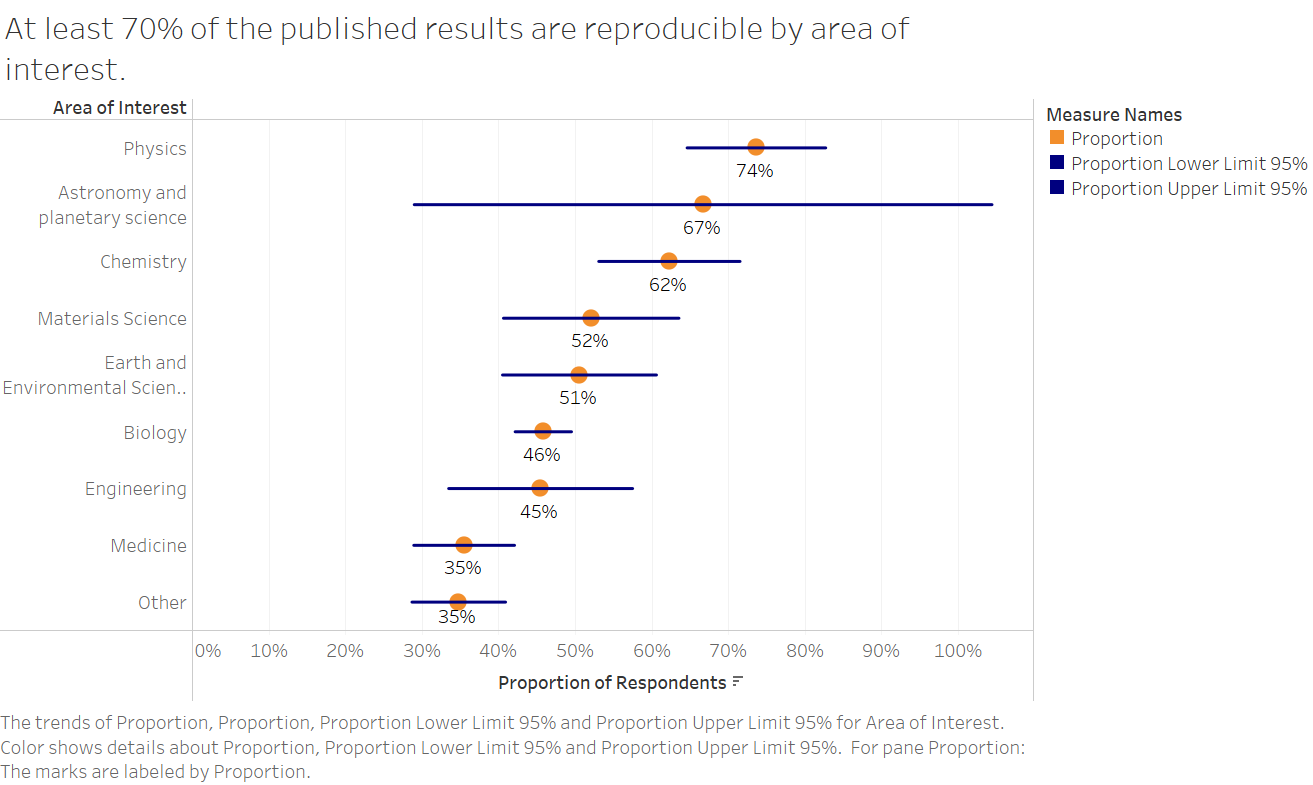 At least 70% of the published results are reproducible by area of
interest.
Area of Interest
Physics
74%
Astronomy and
planetary science
67%
Chemistry
62%
Materials Science
52%
Earth and
Environmental Scien..
51%
Biology
46%
Engineering
45%
Medicine
35%
Other
35%
0% 10% 20% 30% 40% 50% 60% 70% 80% 90% 100%
Proportion of Respondents
Measure Names
Proportion
Proportion Lower Limit 95%
Proportion Upper Limit 95%
The trends of Proportion, Proportion, Proportion Lower Limit 95% and Proportion Upper Limit 95% for Area of Interest.
Color shows details about Proportion, Proportion Lower Limit 95% and Proportion Upper Limit 95%.  For pane Proportion:
The marks are labeled by Proportion.